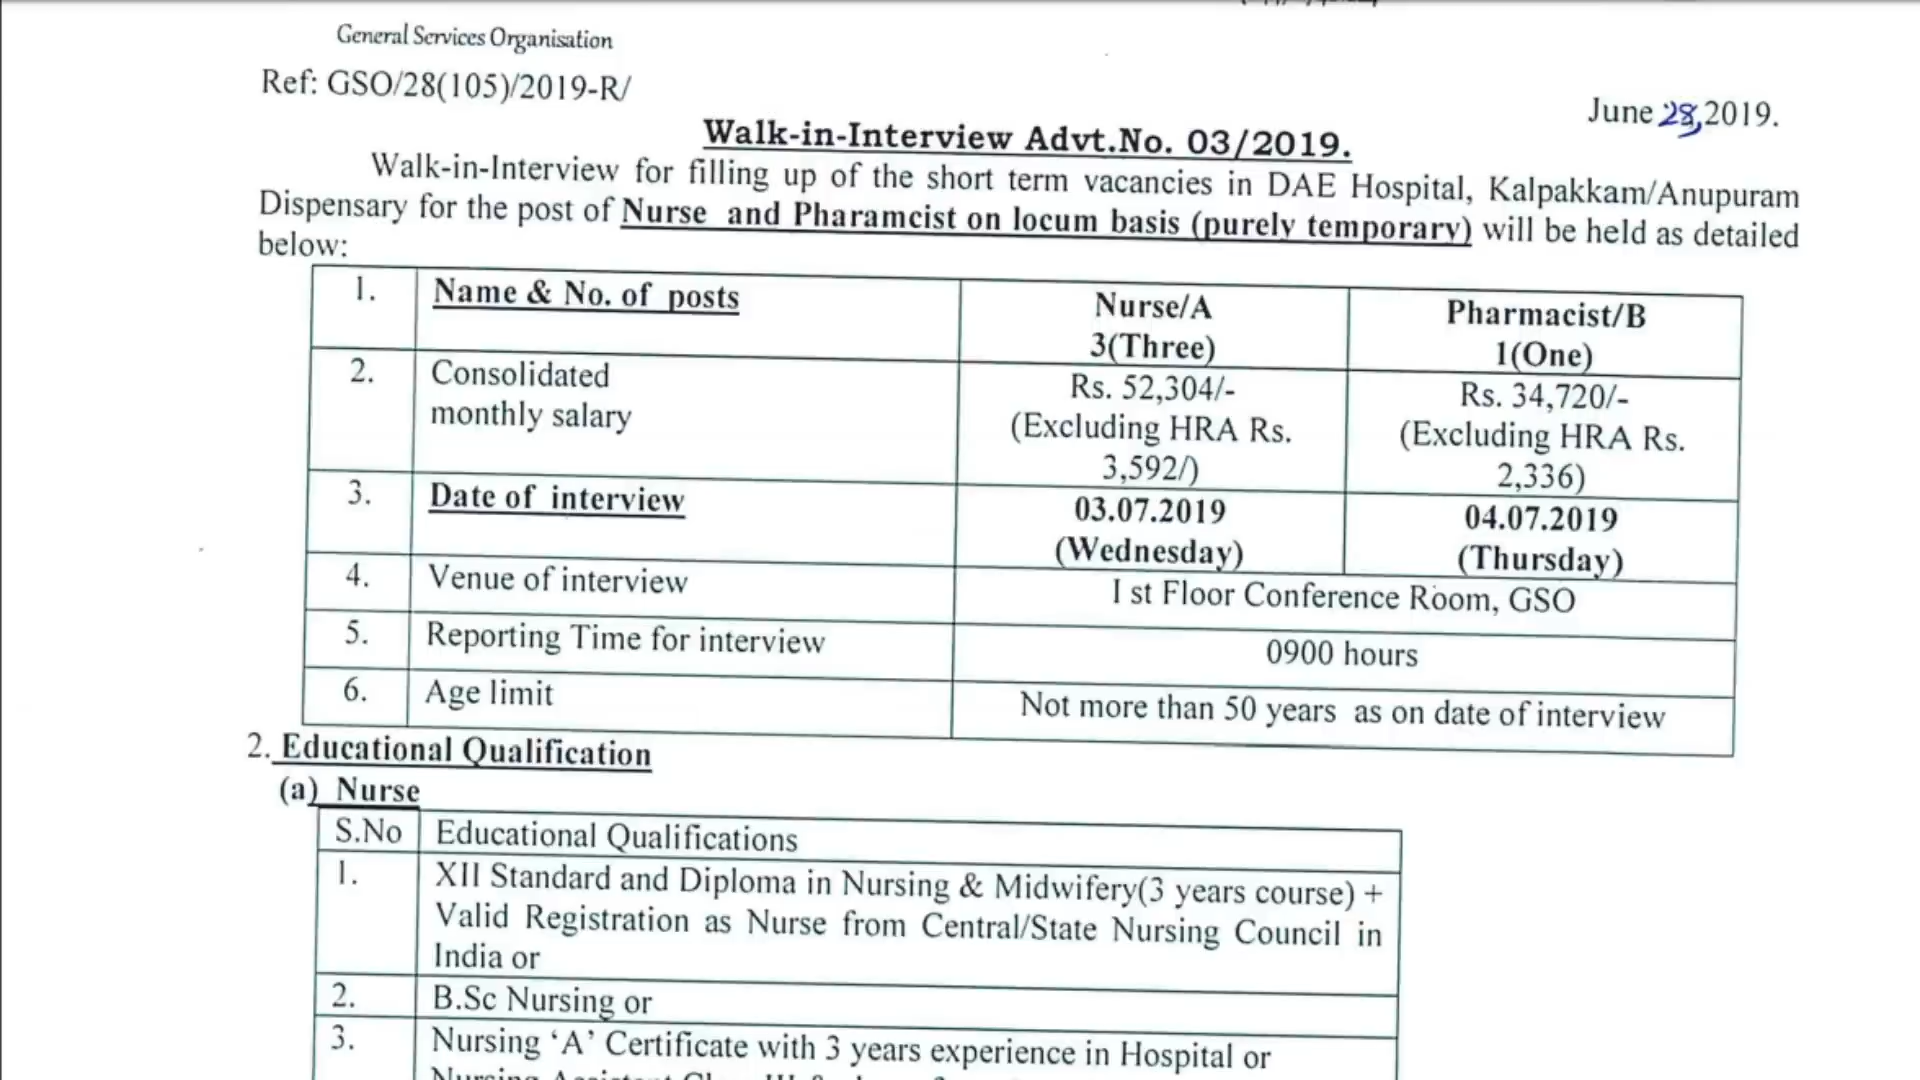 General Services Organisation
Ref: GSO/28(105)/2019-R/
June 28,2019.
Walk-in-Interview Advt.No. 03/2019.
Walk-in-Interview for filling up of the short term vacancies in DAE Hospital, Kalpakkam/Anupuram
Dispensary for the post of Nurse and Pharamcist on locum basis (purely temporary) will be held as detailed
below:
1. Name & No. of posts Nurse/A Pharmacist/B
3(Three) 1(One)
2. Consolidated Rs. 52,304/- Rs. 34,720/-
monthly salary (Excluding HRA Rs. (Excluding HRA Rs.
3,592/) 2,336)
3. Date of interview 03.07.2019 04.07.2019
(Wednesday) (Thursday)
4. Venue of interview I st Floor Conference Room, GSO
5. Reporting Time for interview 0900 hours
6. Age limit Not more than 50 years as on date of interview
2. Educational Qualification
(a) Nurse
S.No Educational Qualifications
1. XII Standard and Diploma in Nursing & Midwifery(3 years course) +
Valid Registration as Nurse from Central/State Nursing Council in
India or
2. B.Sc Nursing or
3. Nursing ‘A’ Certificate with 3 years experience in Hospital or